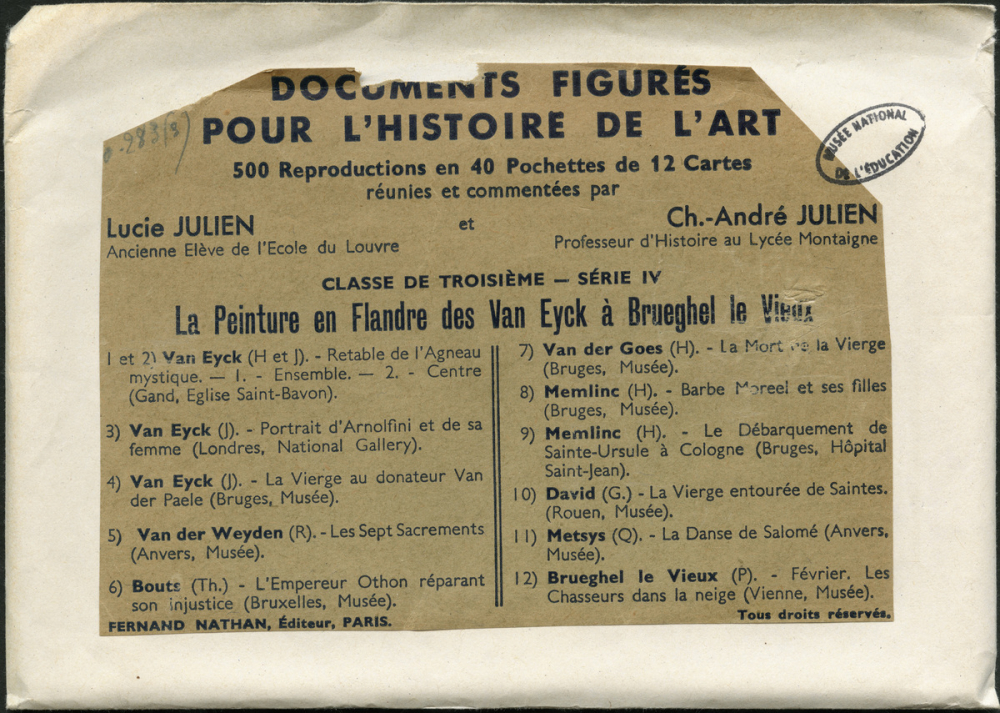 DOCUMENTS FIGURÉS
POUR L'HISTOIRE DE L'ART
500 Reproductions en 40 Pochettes de 12 Cartes
réunies et commentées par
Lucie JULIEN
Ancienne Elève de l'Ecole du Louvre
et
Ch.-André JULIEN
Professeur d'Histoire au Lycée Montaigne
CLASSE DE TROISIÈME — SÉRIE IV
La Peinture en Flandre des Van Eyck à Brueghel le Vieux
1 et 2) Van Eyck (H et J). - Retable de l'Agneau
mystique. — 1. - Ensemble. — 2. - Centre
(Gand, Eglise Saint-Bavon).
3) Van Eyck (J). - Portrait d'Arnolfini et de sa
femme (Londres, National Gallery).
4) Van Eyck (J). - La Vierge au donateur Van
der Paele (Bruges, Musée).
5) Van der Weyden (R). - Les Sept Sacrements
(Anvers, Musée).
6) Bouts (Th.) - L'Empereur Othon réparant
son injustice (Bruxelles, Musée).
FERNAND NATHAN, Éditeur, PARIS.
7) Van der Goes (H). - La Mort de la Vierge
(Bruges, Musée).
8) Memlinc (H). - Barbe Moreel et ses filles
(Bruges, Musée).
9) Memlinc (H). - Le Débarquement de
Sainte-Ursule à Cologne (Bruges, Hôpital
Saint-Jean).
10) David (G.) - La Vierge entourée de Saintes.
(Rouen, Musée).
11) Metsys (Q). - La Danse de Salomé (Anvers,
Musée).
12) Brueghel le Vieux (P). - Février. Les
Chasseurs dans la neige (Vienne, Musée).
Tous droits réservés.
MUSÉE NATIONAL
DE L'ÉDUCATION